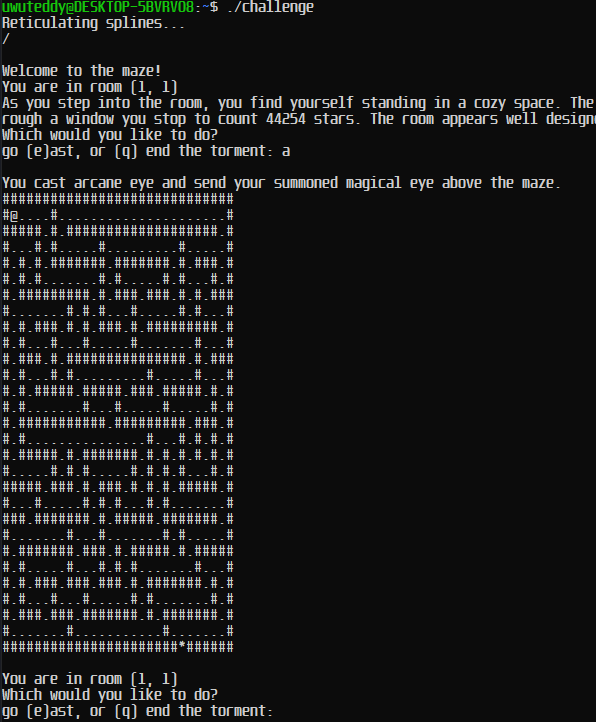 uwuteddy@DESKTOP-5BVRVO8:~$ ./challenge
Reticulating splines...
/
Welcome to the maze!
You are in room (1, 1)
As you step into the room, you find yourself standing in a cozy space. The
rough a window you stop to count 44254 stars. The room appears well design
Which would you like to do?
go (e)ast, or (q) end the torment: a
You cast arcane eye and send your summoned magical eye above the maze.
#############################
#@....#.....................#
#####.#.###################.#
#...#.#.....#.........#.....#
#.#.#.#######.#######.#.###.#
#.#.#.......#.#.....#.#...#.#
#.#########.#.###.###.#.#.###
#.......#.#.#...#.....#.#...#
#.#.###.#.#.###.#.#########.#
#.#...#...#.....#.......#...#
#.###.#.###############.#.###
#.#...#.#.........#.....#...#
#.#.#####.#####.###.#####.#.#
#.#.......#...#.....#.....#.#
#.###########.#########.###.#
#.#...............#...#.#.#.#
#.#####.#.#######.#.#.#.#.#.#
#.....#.#.#.....#.#.#.#...#.#
#####.###.#.###.#.#.#.#####.#
#...#.....#.#.#...#.#.......#
###.#######.#.#####.#######.#
#.......#...#.......#.#.....#
#.#######.###.#.#####.#.#####
#.#.....#...#.#.#.......#...#
#.#.###.###.###.#.#######.#.#
#.#...#...#.....#.#.......#.#
#.###.###.#######.#.#######.#
#.......#...........#.......#
######################*######
You are in room (1, 1)
Which would you like to do?
go (e)ast, or (q) end the torment: